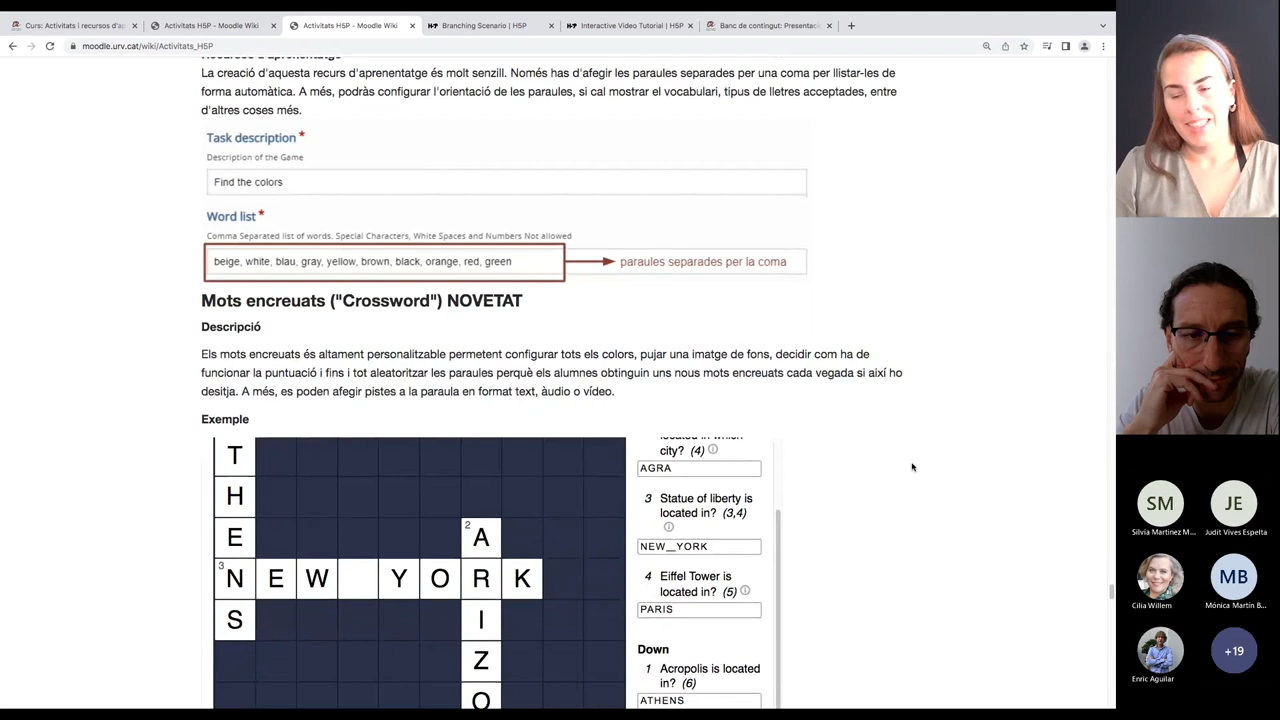 Curs: Activitats i recursos d'ap
Activitats H5P - Moodle Wiki
Activitats H5P - Moodle Wiki
Branching Scenario | H5P
Interactive Video Tutorial | H5P
Banc de contingut: Presentació
moodle.urv.cat/wiki/Activitats_H5P
Recursos d'aprenentatge
La creació d'aquesta recurs d'aprenentatge és molt senzill. Només has d'afegir les paraules separades per una coma per llistar-les de
forma automàtica. A més, podràs configurar l'orientació de les paraules, si cal mostrar el vocabulari, tipus de lletres acceptades, entre
d'altres coses més.
Task description *
Description of the Game
Find the colors
Word list *
Comma Separated list of words. Special Characters, White Spaces and Numbers Not allowed
beige, white, blau, gray, yellow, brown, black, orange, red, green
paraules separades per la coma
Mots encreuats ("Crossword") NOVETAT
Descripció
Els mots encreuats és altament personalitzable permetent configurar tots els colors, pujar una imatge de fons, decidir com ha de
funcionar la puntuació i fins i tot aleatoritzar les paraules perquè els alumnes obtinguin uns nous mots encreuats cada vegada si així ho
desitja. A més, es poden afegir pistes a la paraula en format text, àudio o vídeo.
Exemple
T
H
E 2 A
3 N E W Y O R K
S I
Z
O
located in which
city? (4)
AGRA
3 Statue of liberty is
located in? (3,4)
NEW__YORK
4 Eiffel Tower is
located in? (5)
PARIS
Down
1 Acropolis is located
in? (6)
ATHENS
SM
JE
Silvia Martinez M...
Judit Vives Espelta
MB
Cilia Willem
Mónica Martín B...
+19
Enric Aguilar